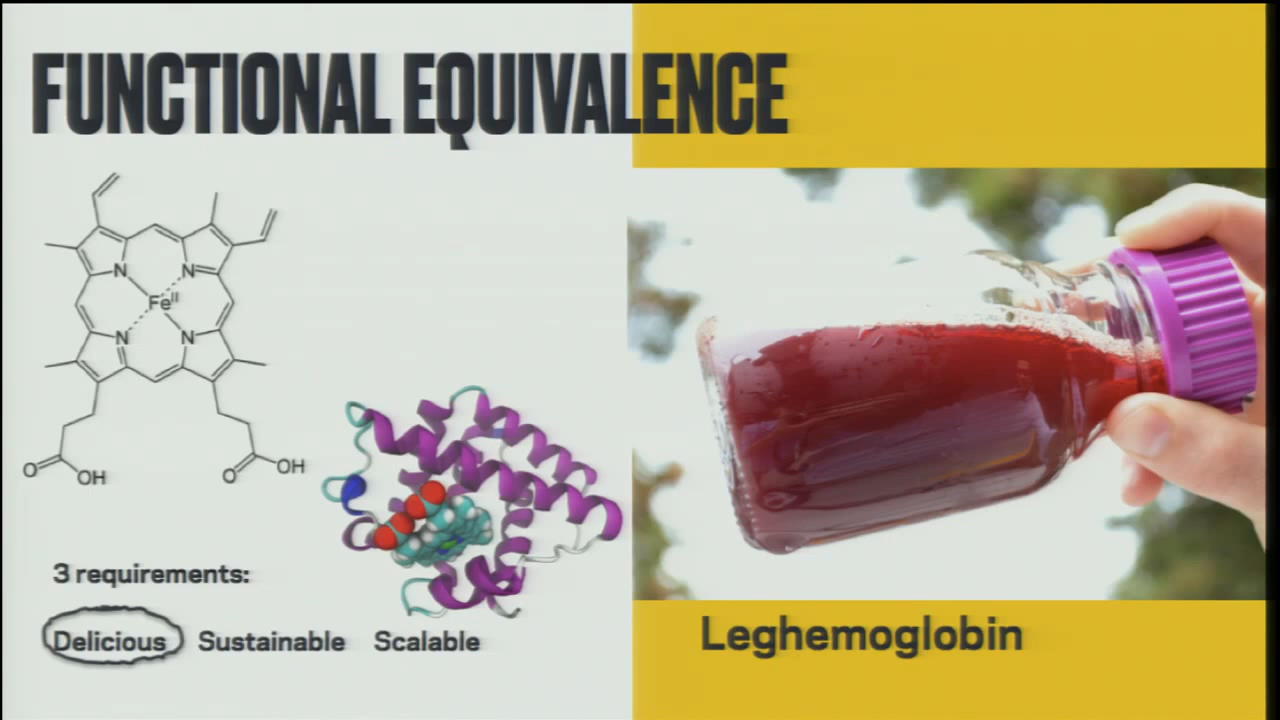 FUNCTIONAL EQUIVALENCE
N
N
Fe II
N
N
O
OH
O
OH
3 requirements:
Delicious Sustainable Scalable
Leghemoglobin